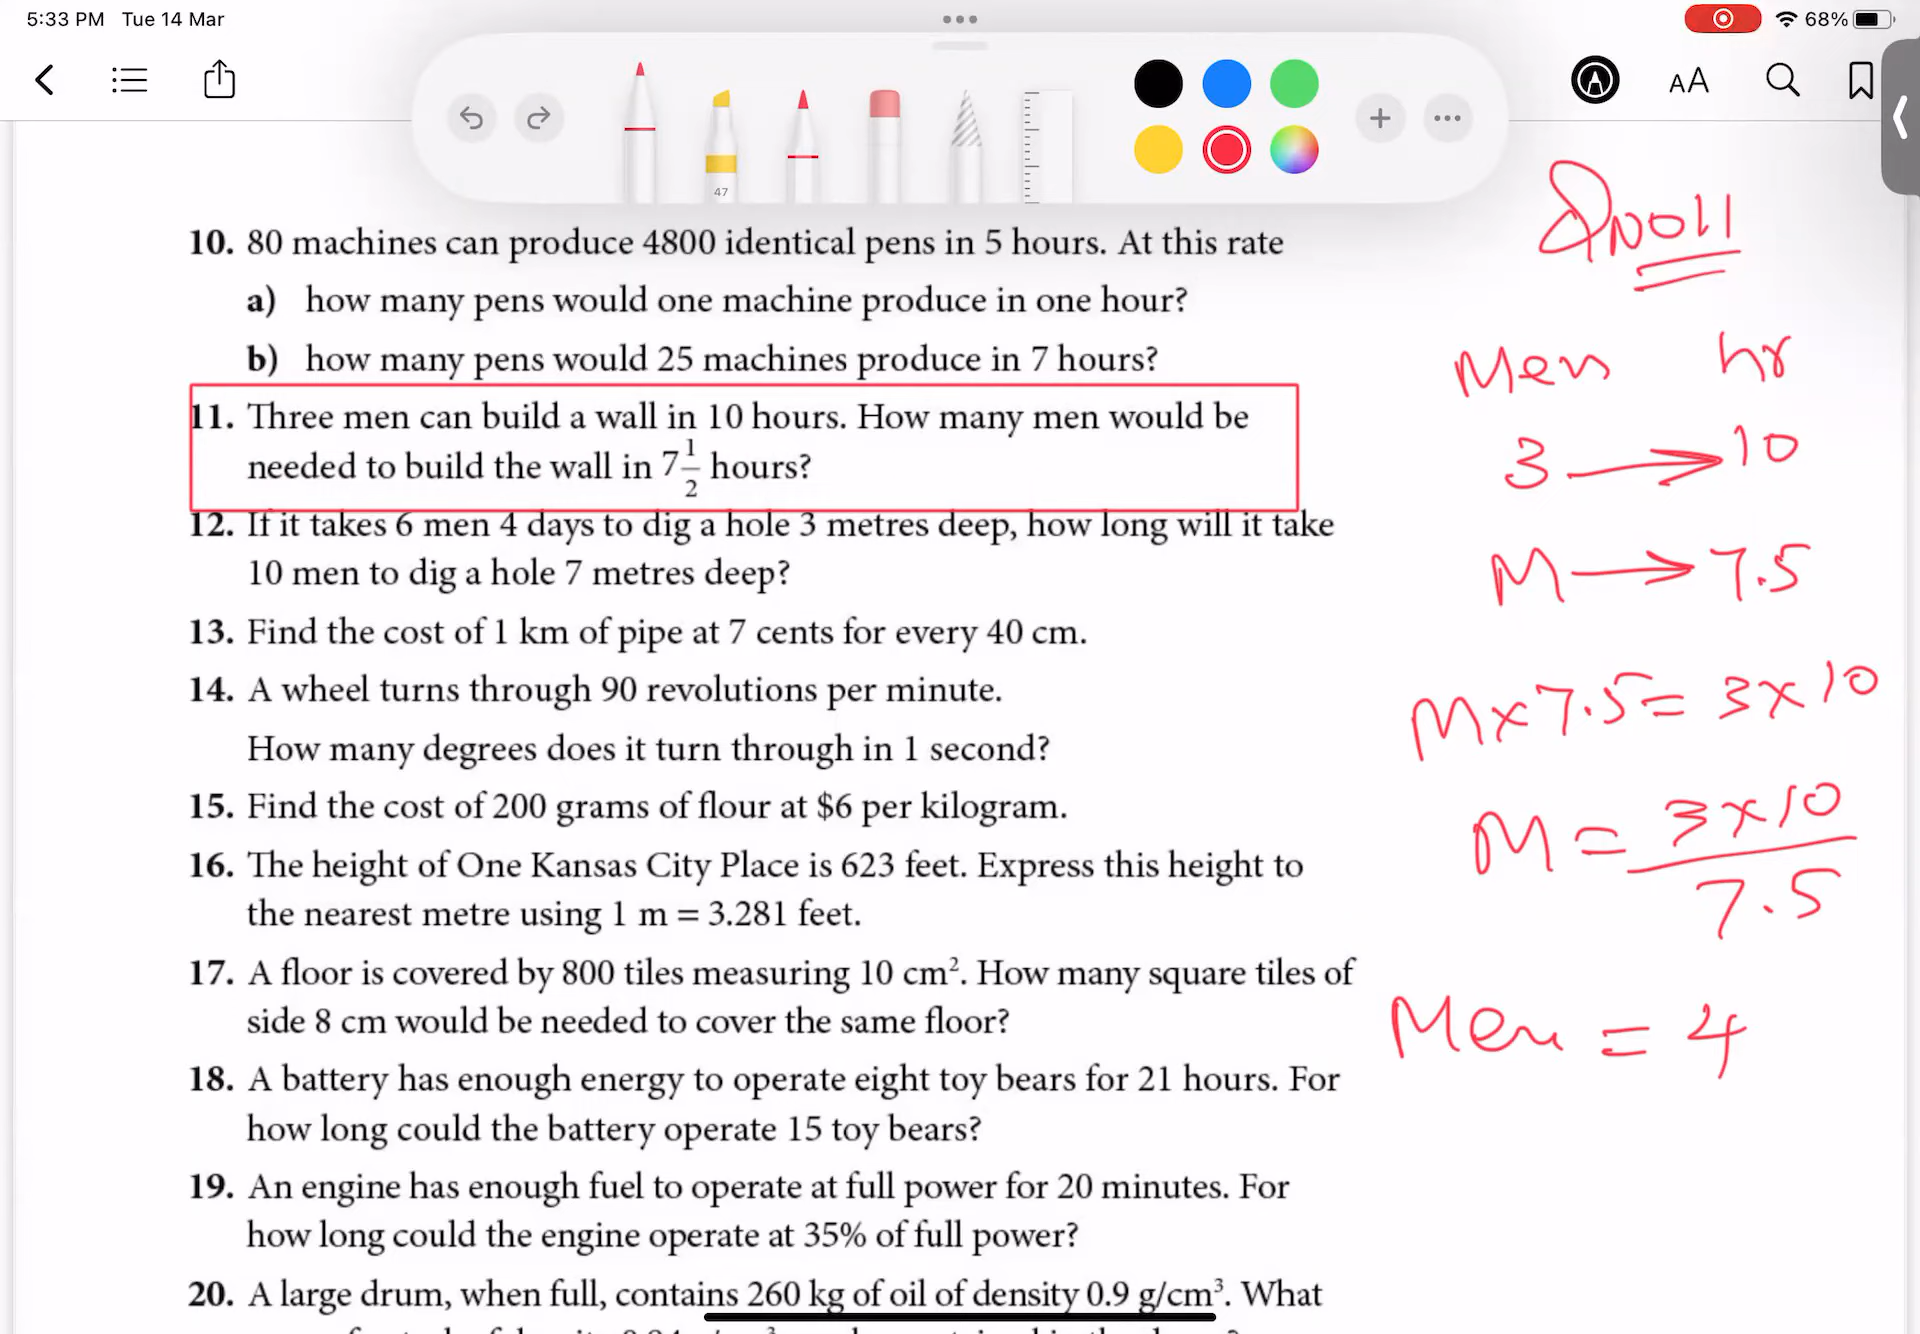 5:33 PM Tue 14 Mar
68%
AA
47
10. 80 machines can produce 4800 identical pens in 5 hours. At this rate
a) how many pens would one machine produce in one hour?
b) how many pens would 25 machines produce in 7 hours?
11. Three men can build a wall in 10 hours. How many men would be
needed to build the wall in 7 1/2 hours?
12. If it takes 6 men 4 days to dig a hole 3 metres deep, how long will it take
10 men to dig a hole 7 metres deep?
13. Find the cost of 1 km of pipe at 7 cents for every 40 cm.
14. A wheel turns through 90 revolutions per minute.
How many degrees does it turn through in 1 second?
15. Find the cost of 200 grams of flour at $6 per kilogram.
16. The height of One Kansas City Place is 623 feet. Express this height to
the nearest metre using 1 m = 3.281 feet.
17. A floor is covered by 800 tiles measuring 10 cm². How many square tiles of
side 8 cm would be needed to cover the same floor?
18. A battery has enough energy to operate eight toy bears for 21 hours. For
how long could the battery operate 15 toy bears?
19. An engine has enough fuel to operate at full power for 20 minutes. For
how long could the engine operate at 35% of full power?
20. A large drum, when full, contains 260 kg of oil of density 0.9 g/cm³. What
QNO11
Men hr
3 → 10
M → 7.5
M×7.5 = 3×10
M = 3×10
7.5
Men = 4